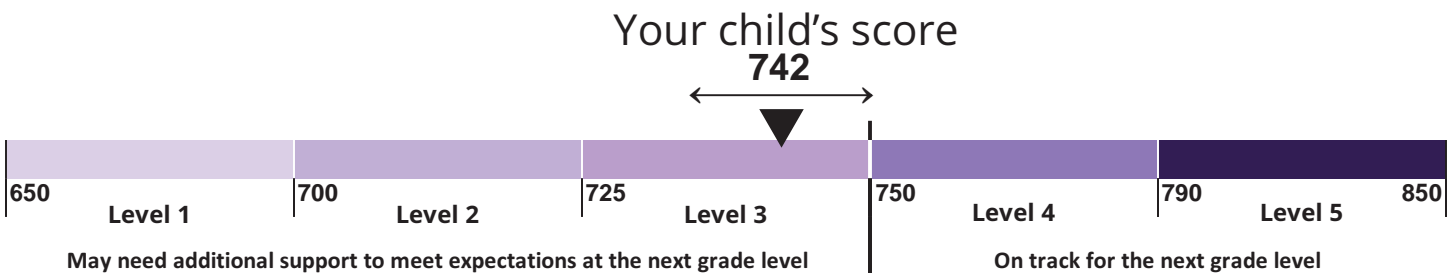 Your child’s score
742
650 700 725 750 790 850
Level 1 Level 2 Level 3 Level 4 Level 5
May need additional support to meet expectations at the next grade level On track for the next grade level